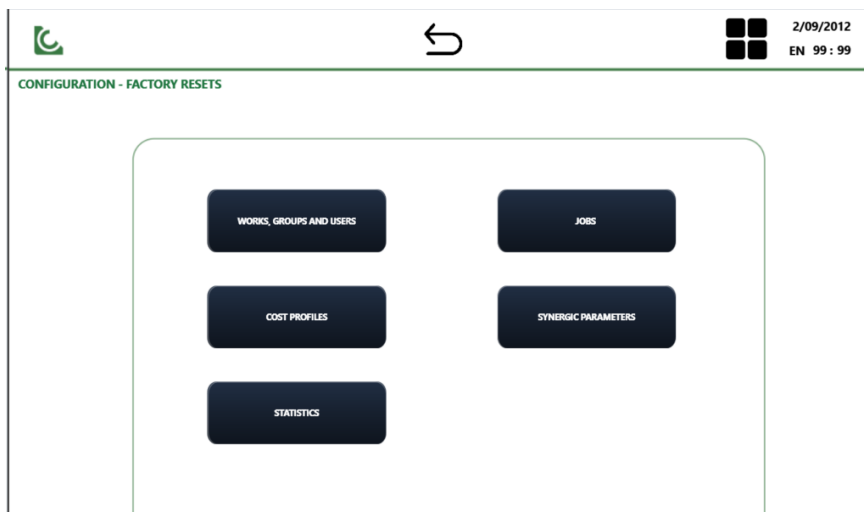 2/09/2012
EN 99 : 99
CONFIGURATION - FACTORY RESETS
WORKS, GROUPS AND USERS
JOBS
COST PROFILES
SYNERGIC PARAMETERS
STATISTICS